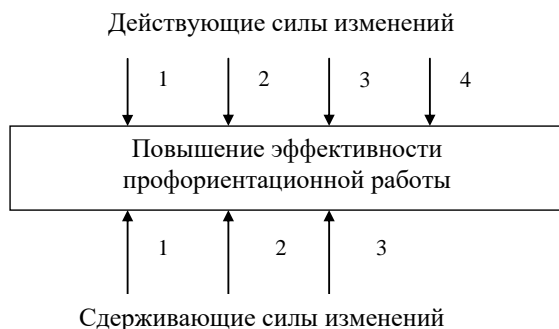 Действующие силы изменений
1 2 3 4
Повышение эффективности
профориентационной работы
1 2 3
Сдерживающие силы изменений